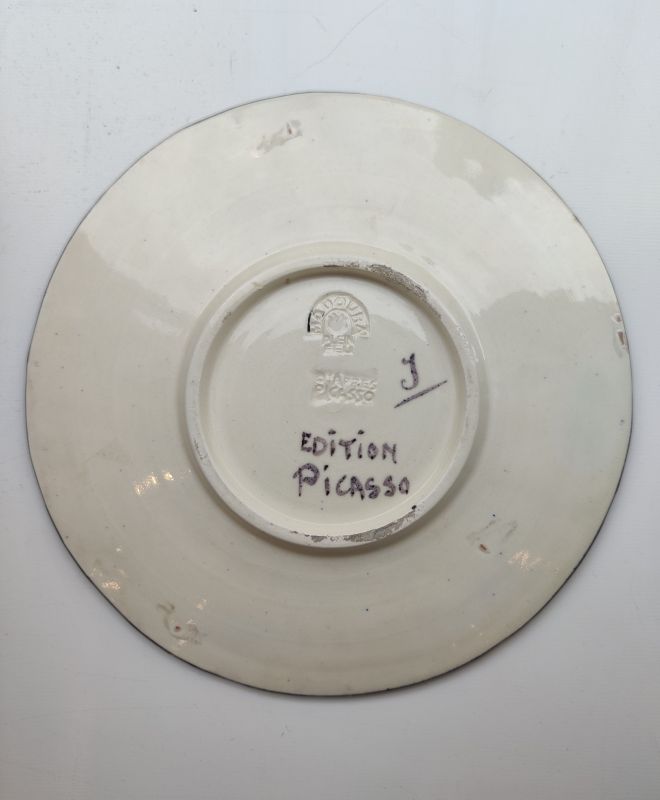 MADOURA
PLEIN
FEU
D'APRES
PICASSO
J
EDITION
PiCASSO